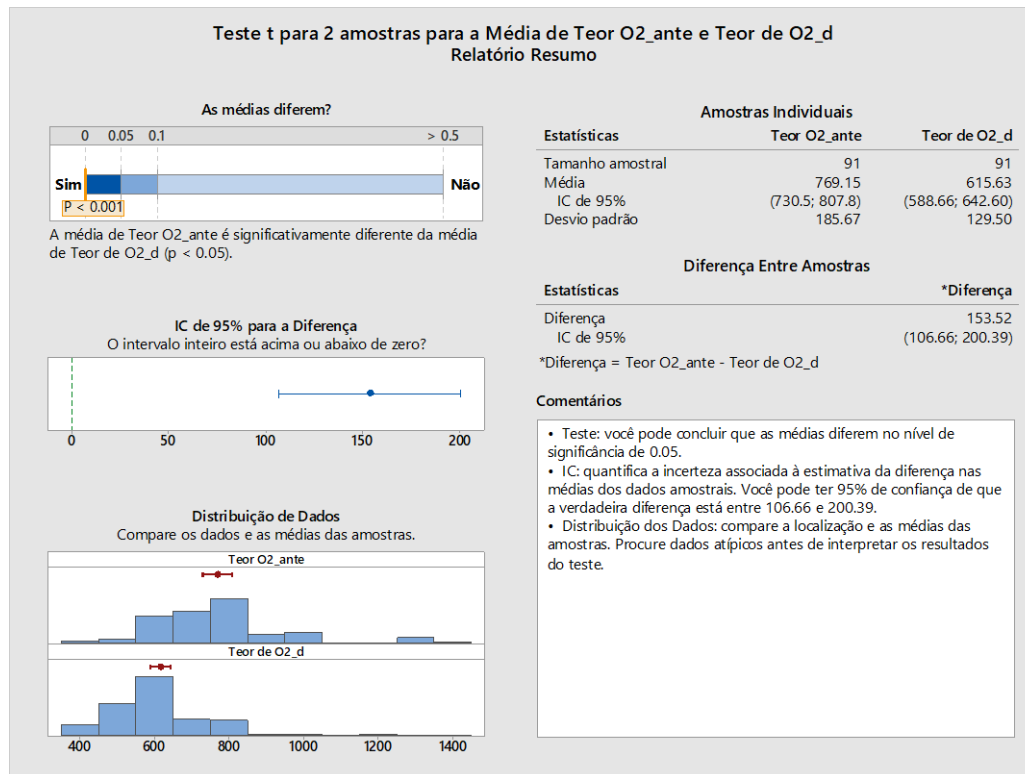 Teste t para 2 amostras para a Média de Teor O2_ante e Teor de O2_d
Relatório Resumo
As médias diferem?
0 0.05 0.1 > 0.5
Sim Não
P < 0.001
A média de Teor O2_ante é significativamente diferente da média
de Teor de O2_d (p < 0.05).
IC de 95% para a Diferença
O intervalo inteiro está acima ou abaixo de zero?
0 50 100 150 200
Distribuição de Dados
Compare os dados e as médias das amostras.
Teor O2_ante
Teor de O2_d
400 600 800 1000 1200 1400
Amostras Individuais
Estatísticas Teor O2_ante Teor de O2_d
Tamanho amostral 91 91
Média 769.15 615.63
IC de 95% (730.5; 807.8) (588.66; 642.60)
Desvio padrão 185.67 129.50
Diferença Entre Amostras
Estatísticas *Diferença
Diferença 153.52
IC de 95% (106.66; 200.39)
*Diferença = Teor O2_ante - Teor de O2_d
Comentários
• Teste: você pode concluir que as médias diferem no nível de
significância de 0.05.
• IC: quantifica a incerteza associada à estimativa da diferença nas
médias dos dados amostrais. Você pode ter 95% de confiança de que
a verdadeira diferença está entre 106.66 e 200.39.
• Distribuição dos Dados: compare a localização e as médias das
amostras. Procure dados atípicos antes de interpretar os resultados
do teste.